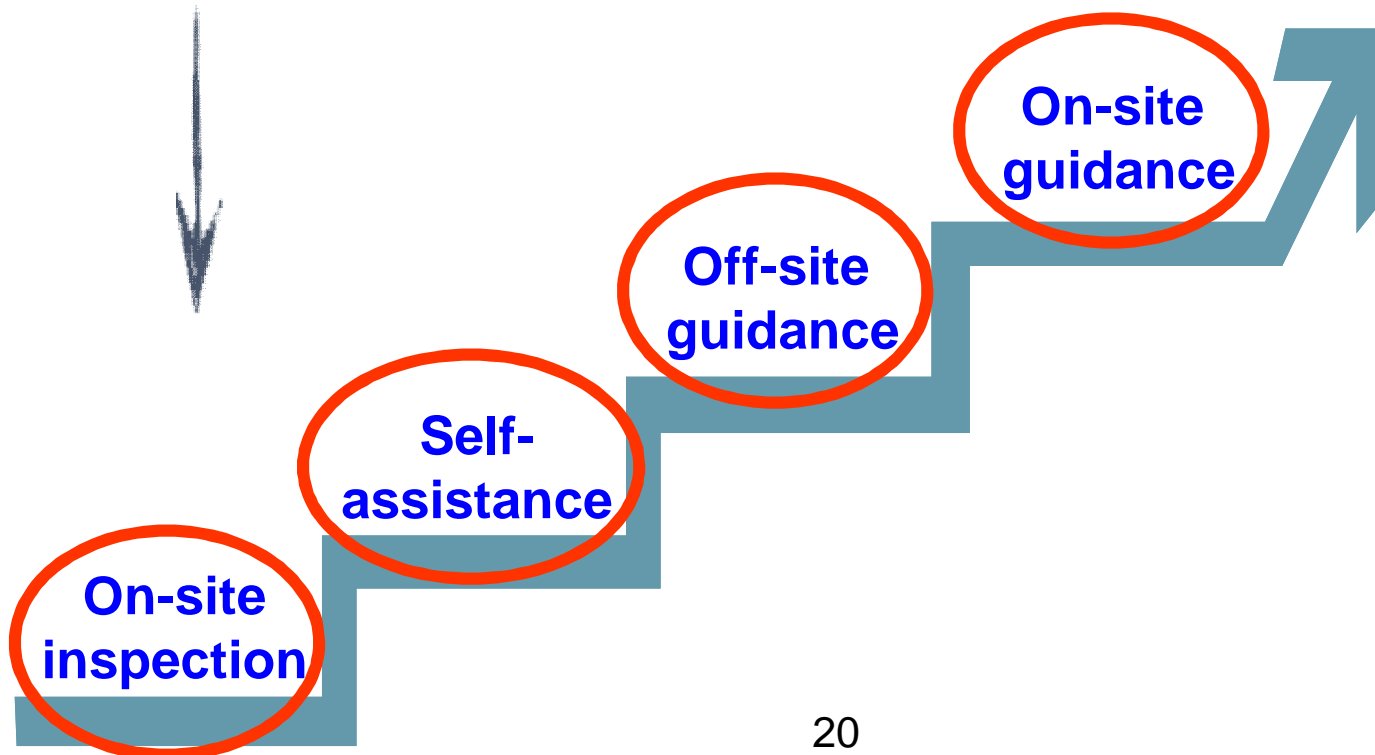 On-site
guidance
Off-site
guidance
Self-
assistance
On-site
inspection
20